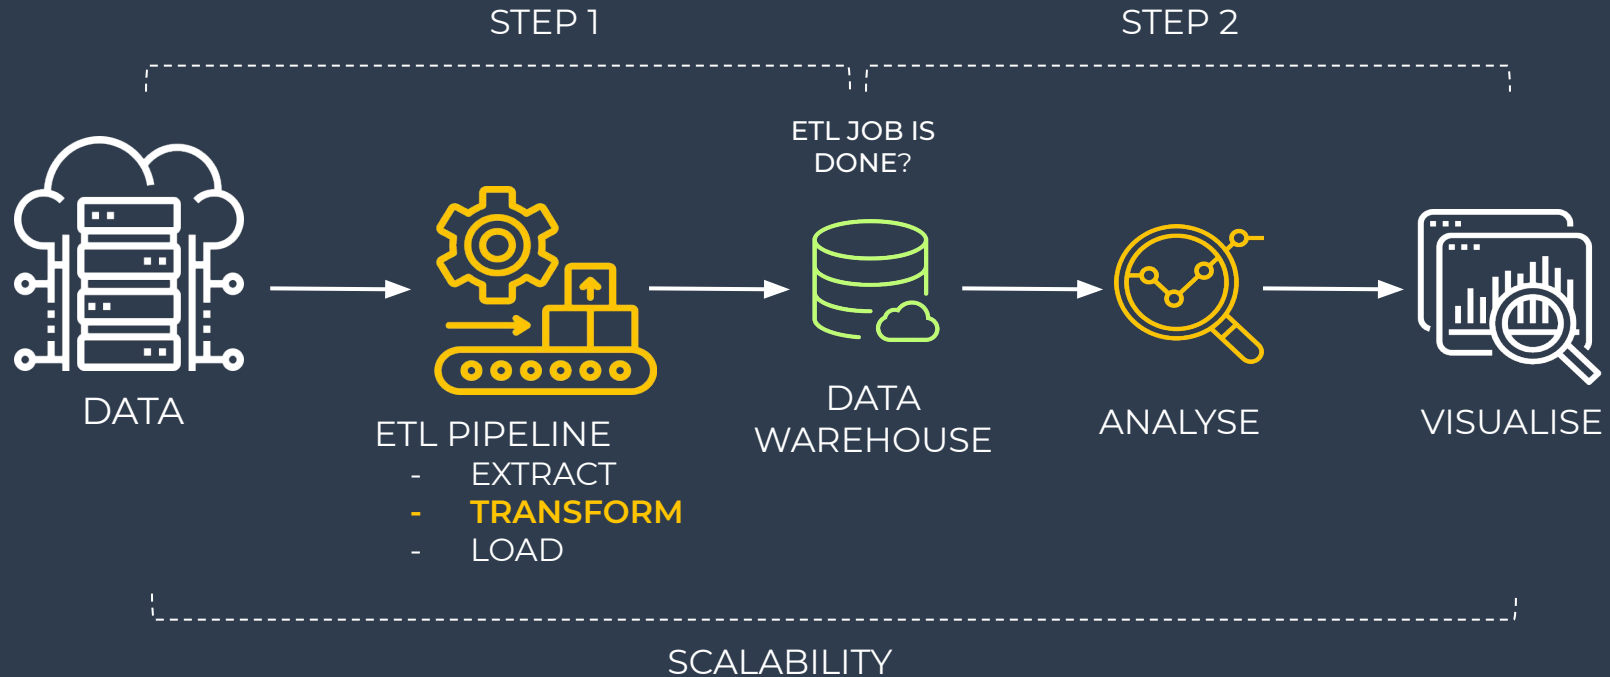 STEP 1
STEP 2
ETL JOB IS
DONE?
DATA
ETL PIPELINE
- EXTRACT
- TRANSFORM
- LOAD
DATA
WAREHOUSE
ANALYSE
VISUALISE
SCALABILITY